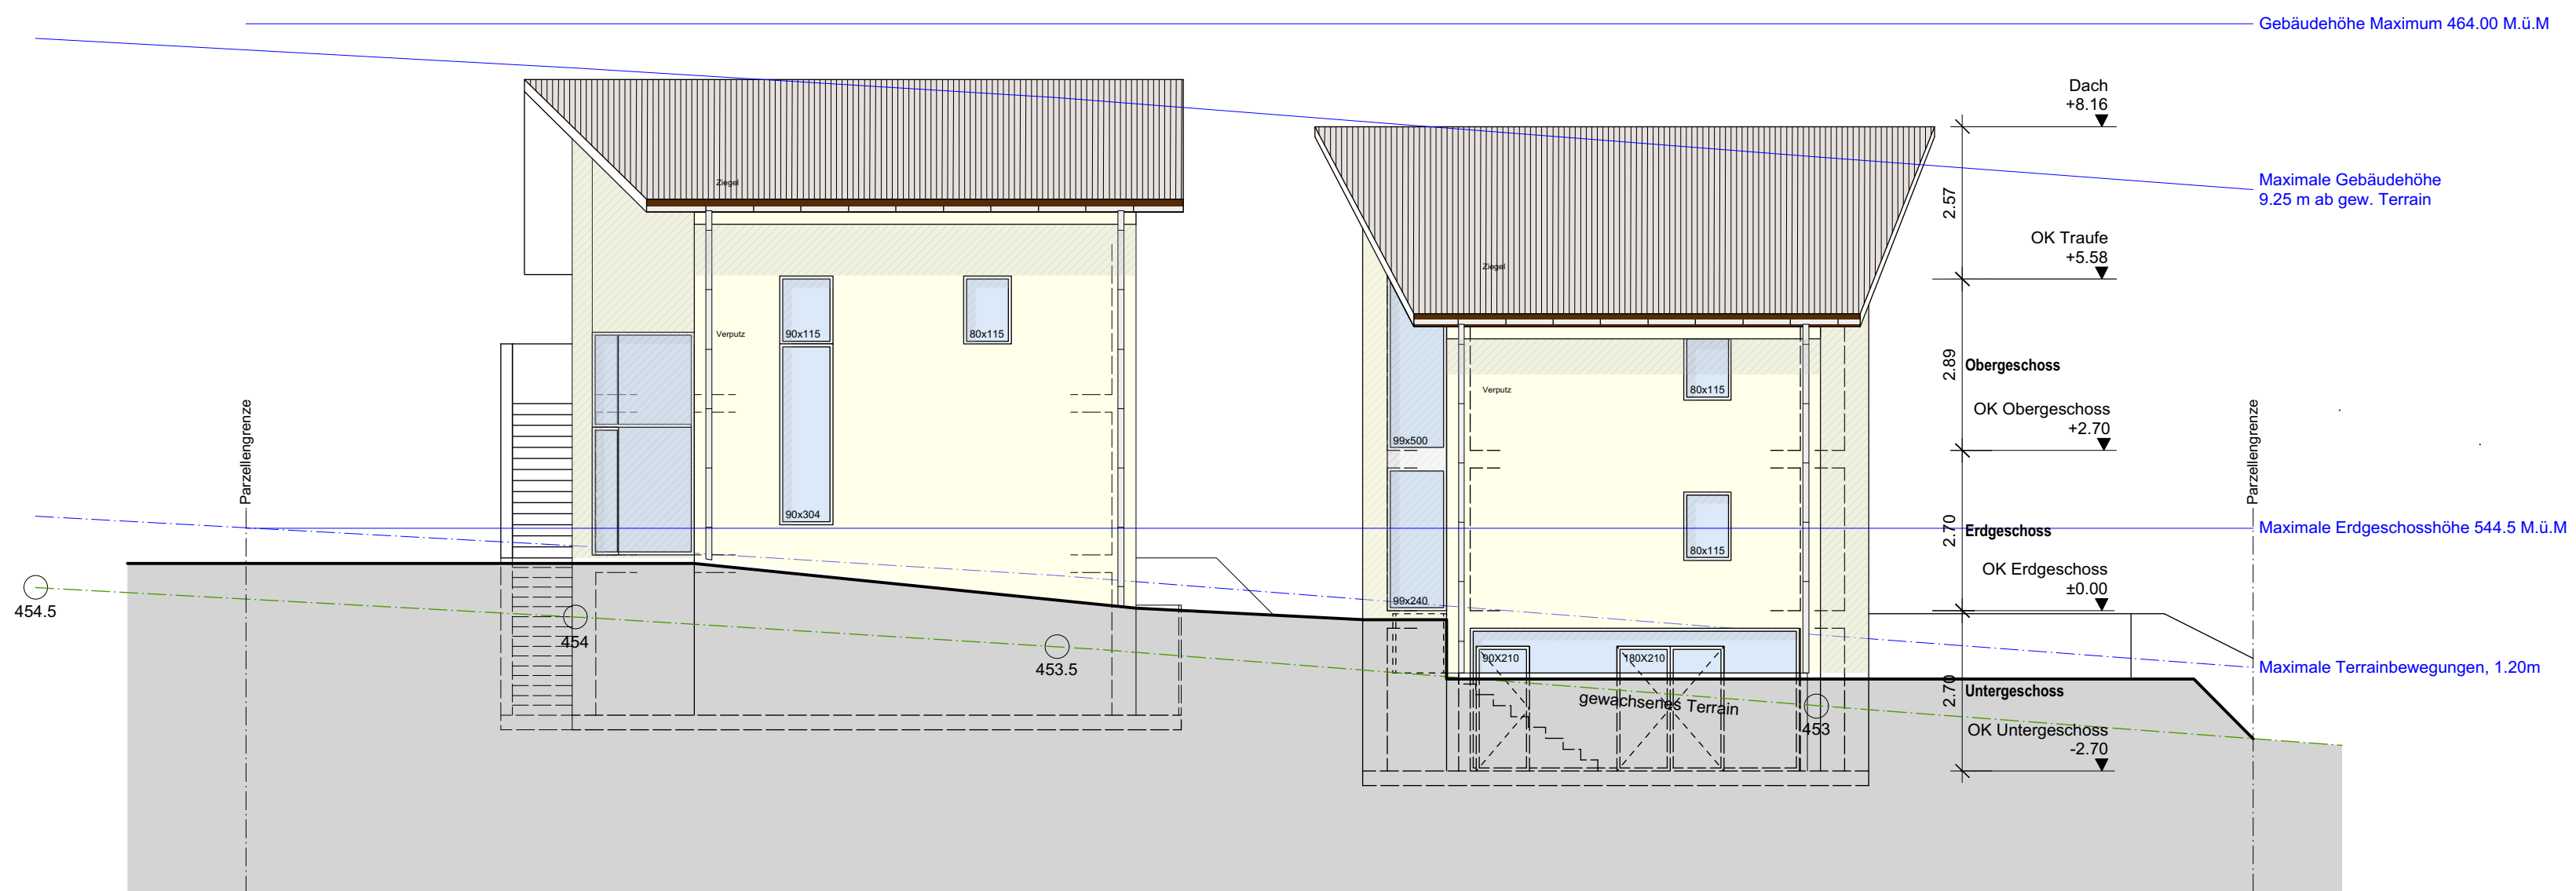 Gebäudehöhe Maximum 464.00 M.ü.M
Dach
+8.16
Maximale Gebäudehöhe
9.25 m ab gew. Terrain
2.57
OK Traufe
+5.58
2.89
Obergeschoss
OK Obergeschoss
+2.70
Parzellengrenze
Maximale Erdgeschosshöhe 544.5 M.ü.M
2.70
Erdgeschoss
OK Erdgeschoss
±0.00
Maximale Terrainbewegungen, 1.20m
2.70
Untergeschoss
OK Untergeschoss
-2.70
Parzellengrenze
Ziegel
Verputz
90x115
80x115
90x304
Ziegel
Verputz
80x115
99x500
80x115
99x240
90X210
180X210
gewachsenes Terrain
454.5
454
453.5
453